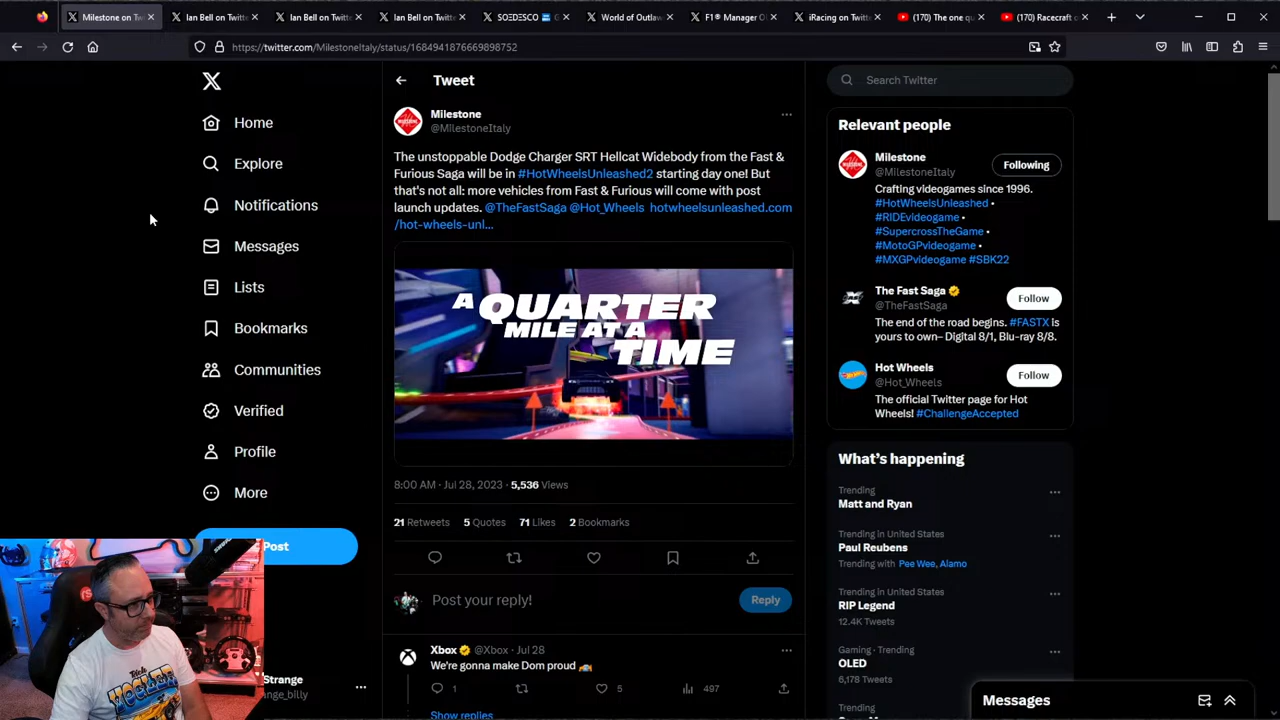 Milestone on Twitter
Ian Bell on Twitte
Ian Bell on Twitte
Ian Bell on Twitte
SOEDESCO
World of Outlaw
F1® Manager
iRacing on Twitte
(170) The one qu
(170) Racecraft
https://twitter.com/MilestoneItaly/status/1684941876669898752
Home
Explore
Notifications
Messages
Lists
Bookmarks
Communities
Verified
Profile
More
Post
Strange
nge_billy
Tweet
Milestone
@MilestoneItaly
The unstoppable Dodge Charger SRT Hellcat Widebody from the Fast &
Furious Saga will be in #HotWheelsUnleashed2 starting day one! But
that's not all: more vehicles from Fast & Furious will come with post
launch updates. @TheFastSaga @Hot_Wheels hotwheelsunleashed.com
/hot-wheels-unl...
A QUARTER
MILE AT A
TIME
8:00 AM · Jul 28, 2023 · 5,536 Views
21 Retweets 5 Quotes 71 Likes 2 Bookmarks
Post your reply!
Reply
Xbox @Xbox · Jul 28
We're gonna make Dom proud
1
5
497
Show replies
Search Twitter
Relevant people
Milestone
@MilestoneItaly
Following
Crafting videogames since 1996.
#HotWheelsUnleashed •
#RIDEvideogame •
#SupercrossTheGame •
#MotoGPvideogame •
#MXGPvideogame #SBK22
The Fast Saga
@TheFastSaga
Follow
The end of the road begins. #FASTX is
yours to own– Digital 8/1, Blu-ray 8/8.
Hot Wheels
@Hot_Wheels
Follow
The official Twitter page for Hot
Wheels! #ChallengeAccepted
What's happening
Trending
Matt and Ryan
Trending in United States
Paul Reubens
Trending with Pee Wee, Alamo
Trending in United States
RIP Legend
12.4K Tweets
Gaming · Trending
OLED
6,178 Tweets
Messages